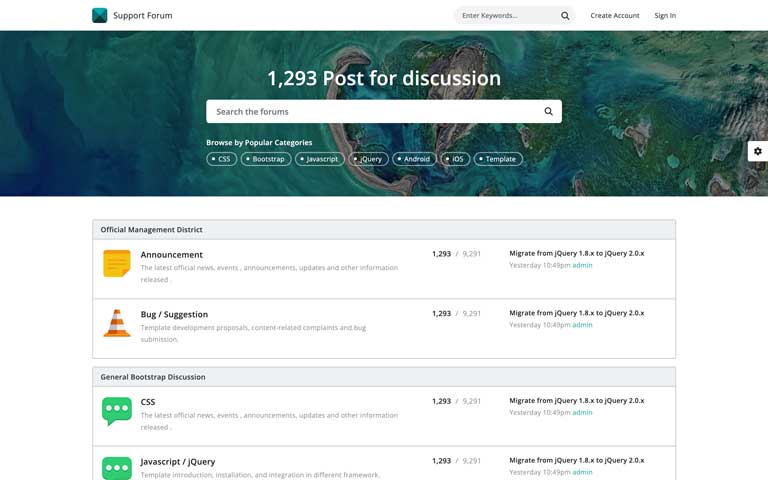 Support Forum
Enter Keywords...
Create Account
Sign In
1,293 Post for discussion
Search the forums
Browse by Popular Categories
CSS
Bootstrap
Javascript
jQuery
Android
iOS
Template
Official Management District
Announcement
The latest official news, events , announcements, updates and other information
released .
1,293 / 9,291
Migrate from jQuery 1.8.x to jQuery 2.0.x
Yesterday 10:49pm admin
Bug / Suggestion
Template development proposals, content-related complaints and bug
submission.
1,293 / 9,291
Migrate from jQuery 1.8.x to jQuery 2.0.x
Yesterday 10:49pm admin
General Bootstrap Discussion
CSS
The latest official news, events , announcements, updates and other information
released .
1,293 / 9,291
Migrate from jQuery 1.8.x to jQuery 2.0.x
Yesterday 10:49pm admin
Javascript / jQuery
Template introduction, installation, and integration in different framework.
1,293 / 9,291
Migrate from jQuery 1.8.x to jQuery 2.0.x
Yesterday 10:49pm admin